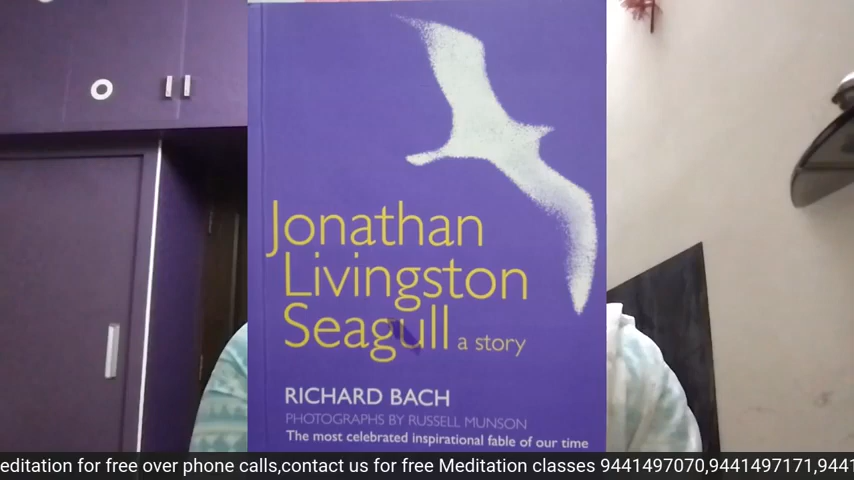 Jonathan
Livingston
Seagull a story
RICHARD BACH
PHOTOGRAPHS BY RUSSELL MUNSON
The most celebrated inspirational fable of our time
editation for free over phone calls,contact us for free Meditation classes 9441497070,9441497171,9441